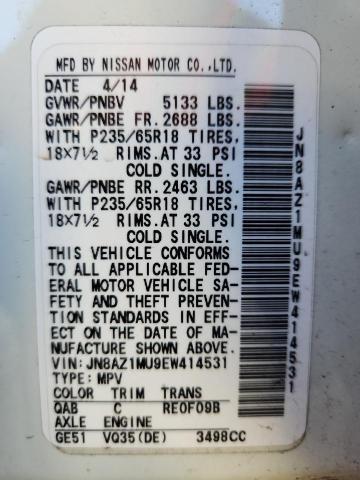 MFD BY NISSAN MOTOR CO.,LTD.
DATE 4/14
GVWR/PNBV 5133 LBS.
GAWR/PNBE FR. 2688 LBS.
WITH P235/65R18 TIRES,
18X7½ RIMS.AT 33 PSI
COLD SINGLE.
GAWR/PNBE RR. 2463 LBS.
WITH P235/65R18 TIRES,
18X7½ RIMS.AT 33 PSI
COLD SINGLE.
THIS VEHICLE CONFORMS
TO ALL APPLICABLE FED-
ERAL MOTOR VEHICLE SA-
FETY AND THEFT PREVEN-
TION STANDARDS IN EFF-
ECT ON THE DATE OF MA-
NUFACTURE SHOWN ABOVE.
VIN: JN8AZ1MU9EW414531
TYPE: MPV
COLOR TRIM TRANS
QAB C RE0F09B
AXLE ENGINE
GE51 VQ35(DE) 3498CC
JN8AZ1MU9EW414531